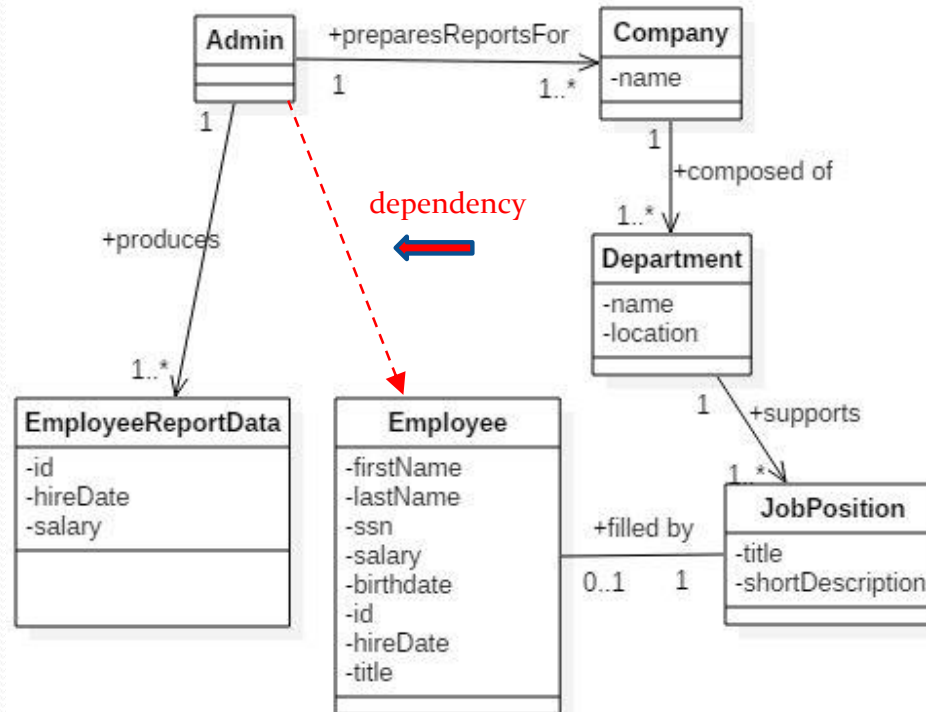 Admin
+preparesReportsFor
1
1..*
Company
-name
1
1
+composed of
1..*
dependency
+produces
Department
-name
-location
1..*
1
+supports
1..*
EmployeeReportData
-id
-hireDate
-salary
Employee
-firstName
-lastName
-ssn
-salary
-birthdate
-id
-hireDate
-title
+filled by
0..1
1
JobPosition
-title
-shortDescription